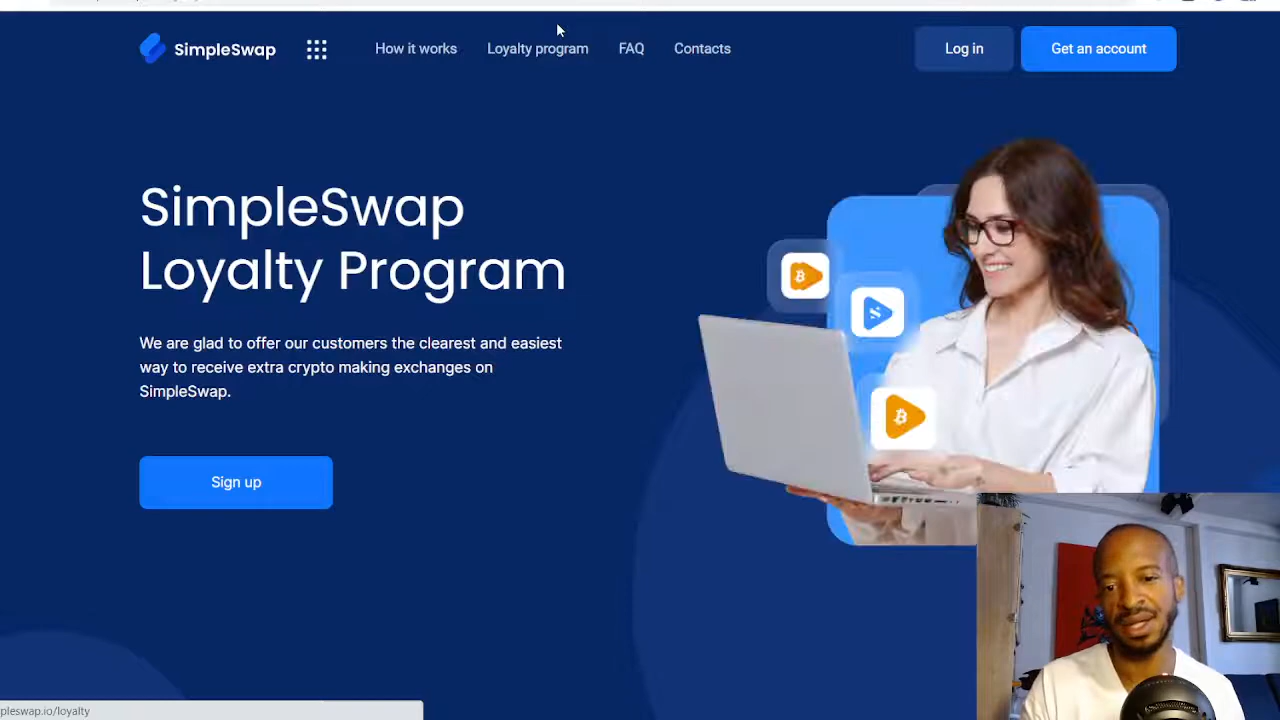 SimpleSwap
How it works
Loyalty program
FAQ
Contacts
Log in
Get an account
SimpleSwap
Loyalty Program
We are glad to offer our customers the clearest and easiest
way to receive extra crypto making exchanges on
SimpleSwap.
Sign up
pleswap.io/loyalty